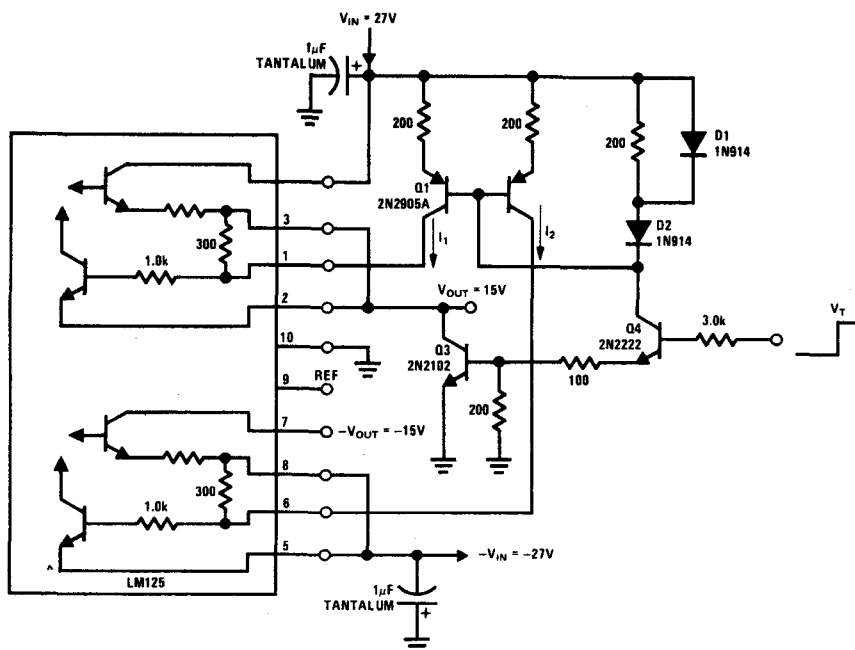 V_IN = 27V
1μF
TANTALUM
+
200
200
200
D1
1N914
Q1
2N2905A
I₁
I₂
D2
1N914
3
300
1
1.0k
2
V_OUT = 15V
10
Q3
2N2102
Q4
2N2222
3.0k
V_T
9
REF
100
200
7
–V_OUT = –15V
8
300
6
1.0k
5
–V_IN = –27V
LM125
1μF
TANTALUM
+